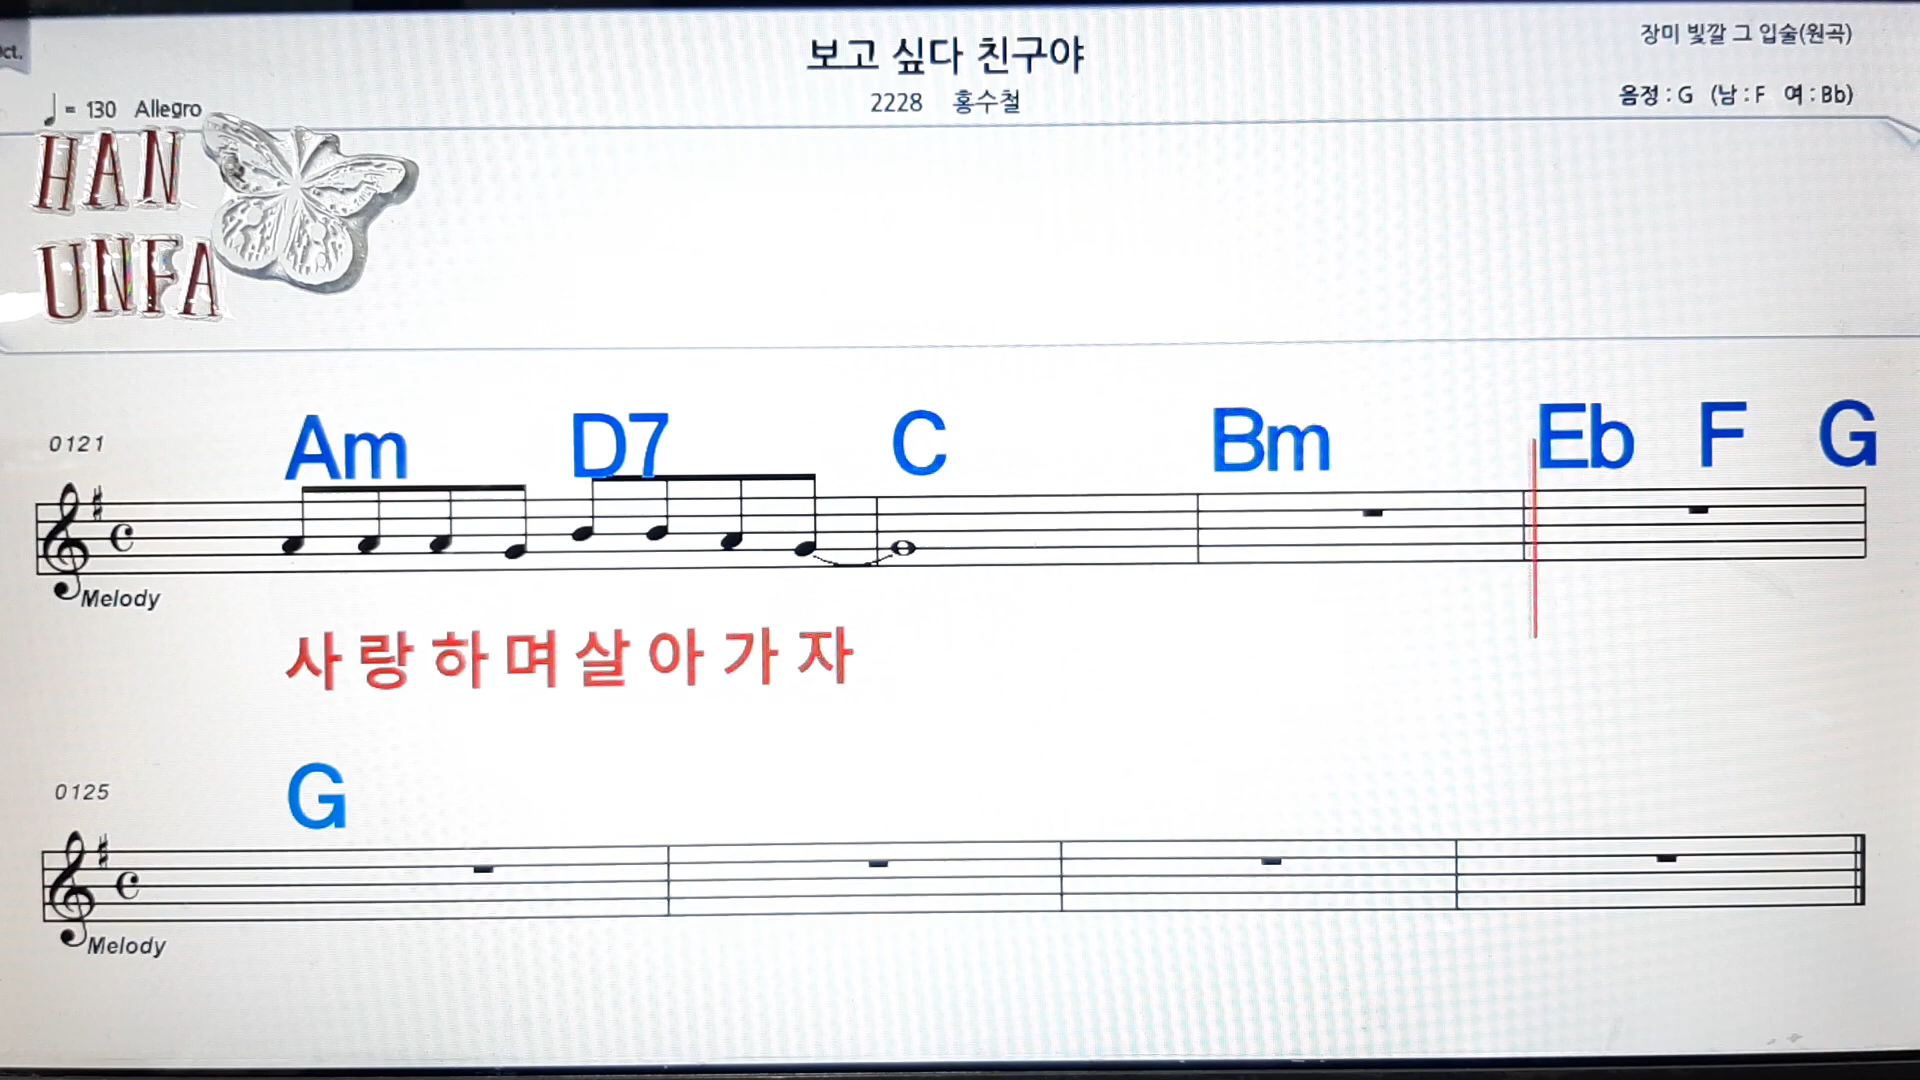 ct.
보고 싶다 친구야
장미 빛깔 그 입술(원곡)
♩ = 130 Allegro
2228 홍수철
음정 : G (남 : F 여 : Bb)
HAN
UNFA
0121
Am D7 C Bm Eb F G
Melody
사랑하며살아가자
0125
G
Melody